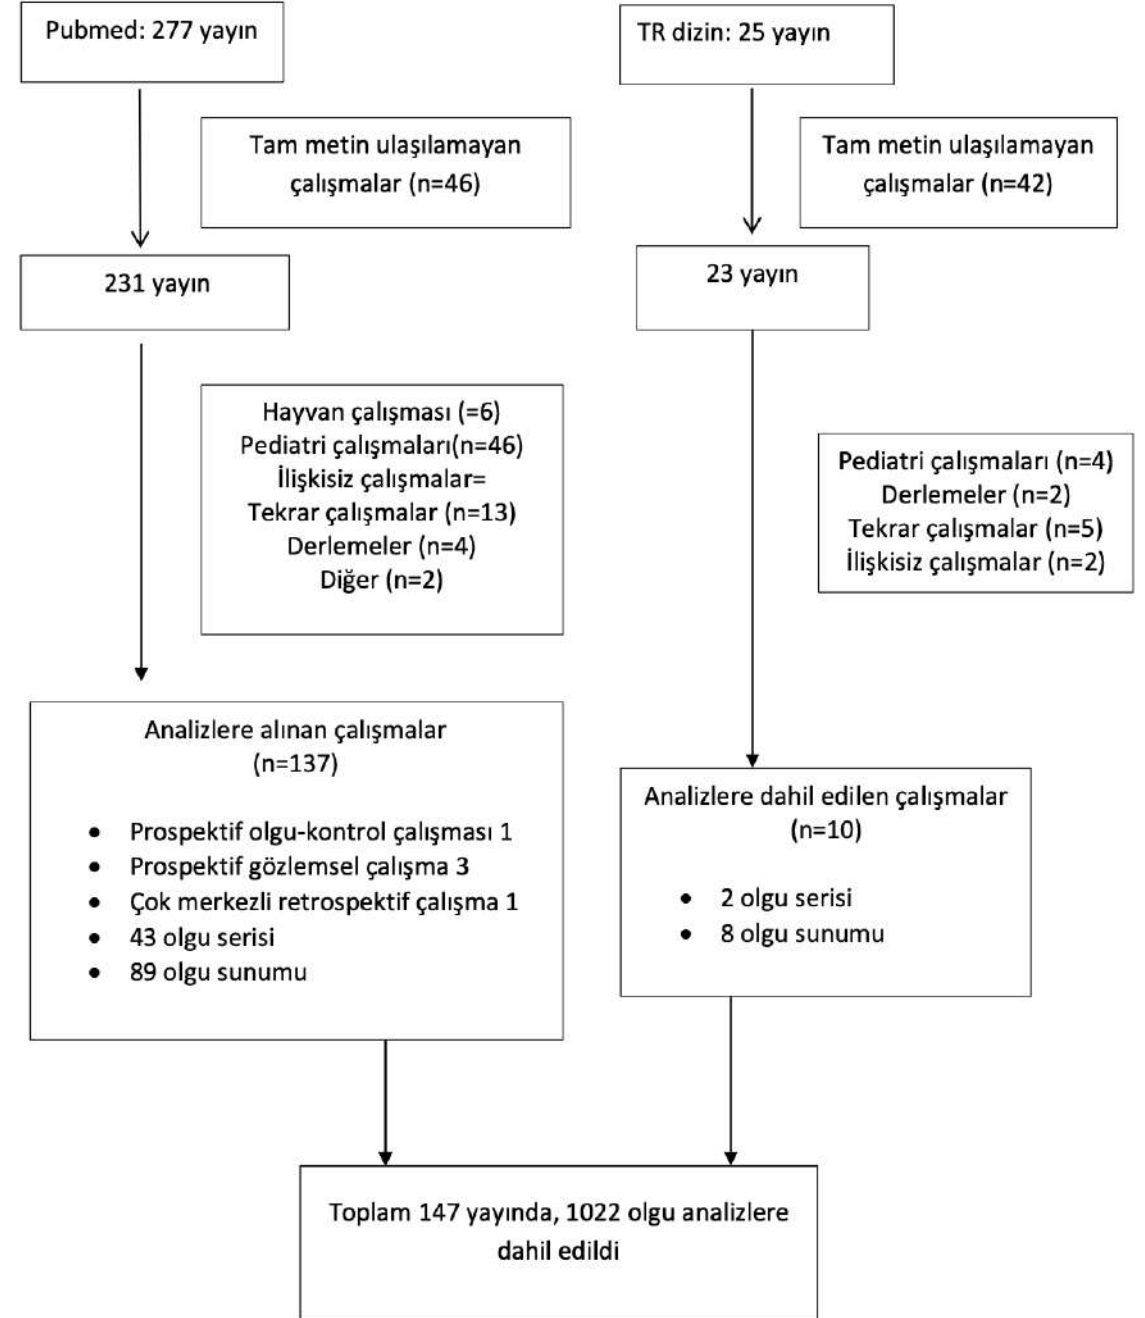 Pubmed: 277 yayın
TR dizin: 25 yayın
Tam metin ulaşılamayan
çalışmalar (n=46)
Tam metin ulaşılamayan
çalışmalar (n=42)
231 yayın
23 yayın
Hayvan çalışması (=6)
Pediatri çalışmaları(n=46)
İlişkisiz çalışmalar=
Tekrar çalışmalar (n=13)
Derlemeler (n=4)
Diğer (n=2)
Pediatri çalışmaları (n=4)
Derlemeler (n=2)
Tekrar çalışmalar (n=5)
İlişkisiz çalışmalar (n=2)
Analizlere alınan çalışmalar
(n=137)
• Prospektif olgu-kontrol çalışması 1
• Prospektif gözlemsel çalışma 3
• Çok merkezli retrospektif çalışma 1
• 43 olgu serisi
• 89 olgu sunumu
Analizlere dahil edilen çalışmalar
(n=10)
• 2 olgu serisi
• 8 olgu sunumu
Toplam 147 yayında, 1022 olgu analizlere
dahil edildi